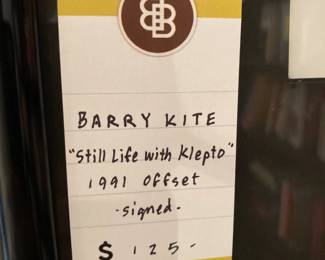 BARRY KITE
"Still Life with Klepto"
1991 offset
-signed-
$ 125-